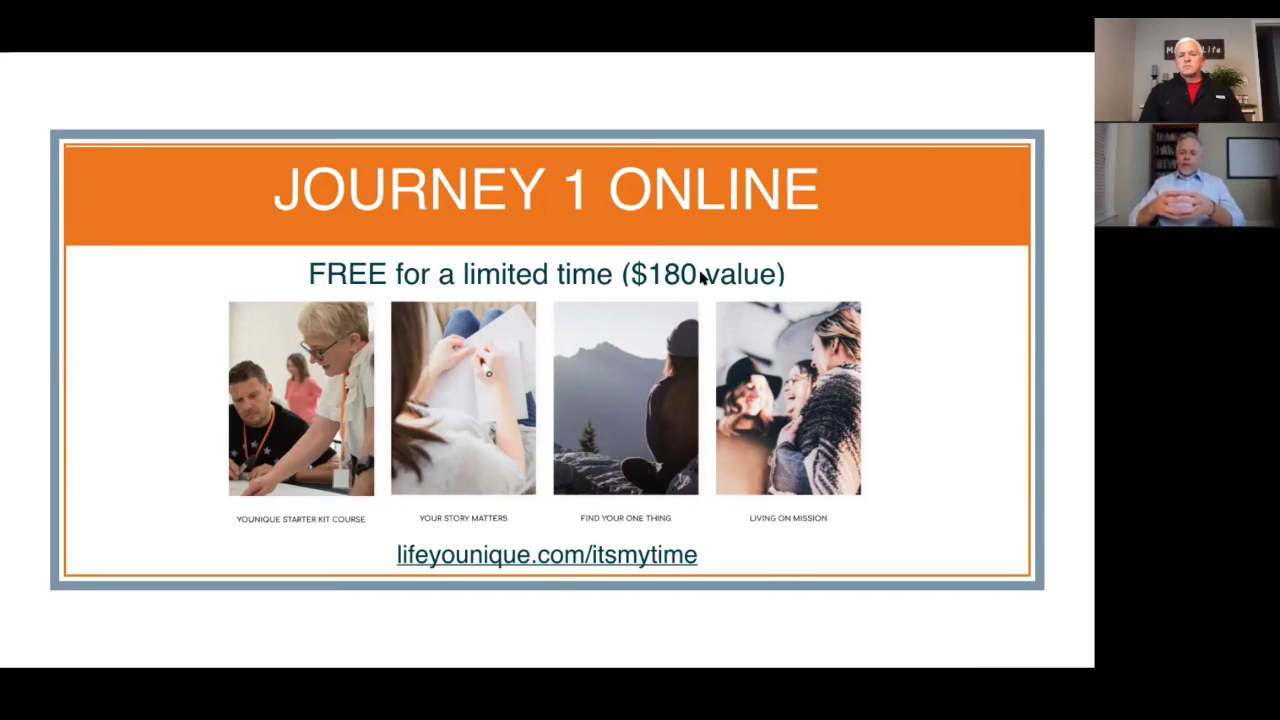 JOURNEY 1 ONLINE
FREE for a limited time ($180 value)
YOUNIQUE STARTER KIT COURSE
YOUR STORY MATTERS
FIND YOUR ONE THING
LIVING ON MISSION
lifeyounique.com/itsmytime